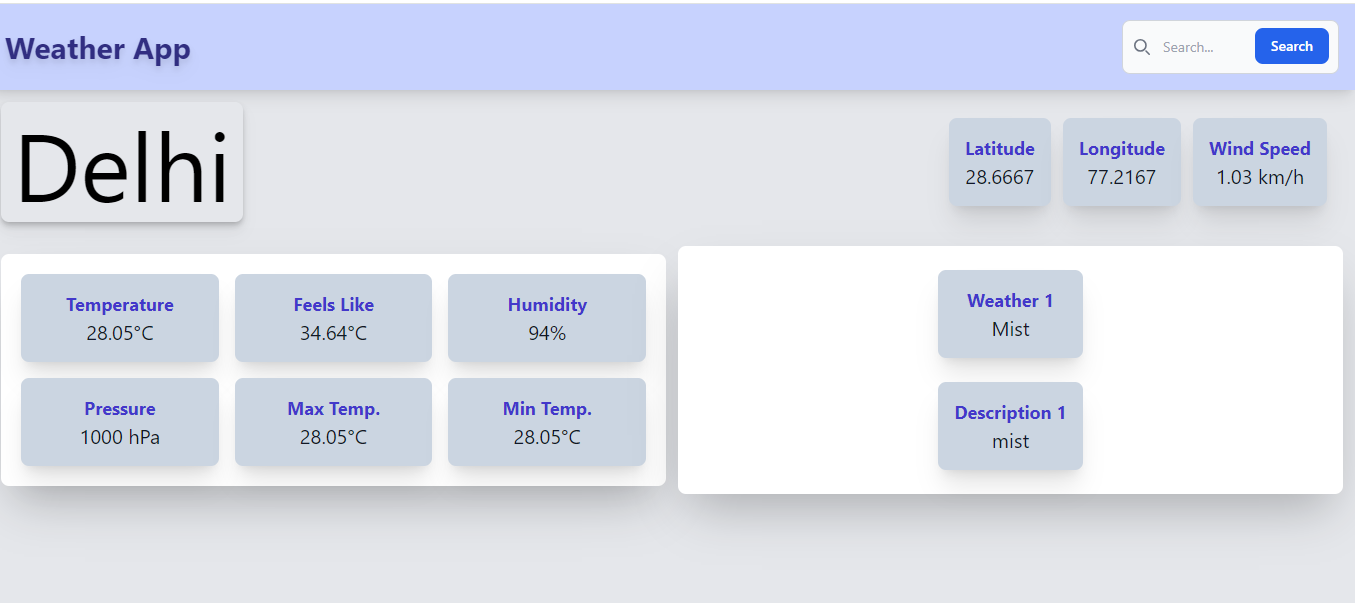 Weather App
Search...
Search
Delhi
Latitude
28.6667
Longitude
77.2167
Wind Speed
1.03 km/h
Temperature
28.05°C
Feels Like
34.64°C
Humidity
94%
Pressure
1000 hPa
Max Temp.
28.05°C
Min Temp.
28.05°C
Weather 1
Mist
Description 1
mist